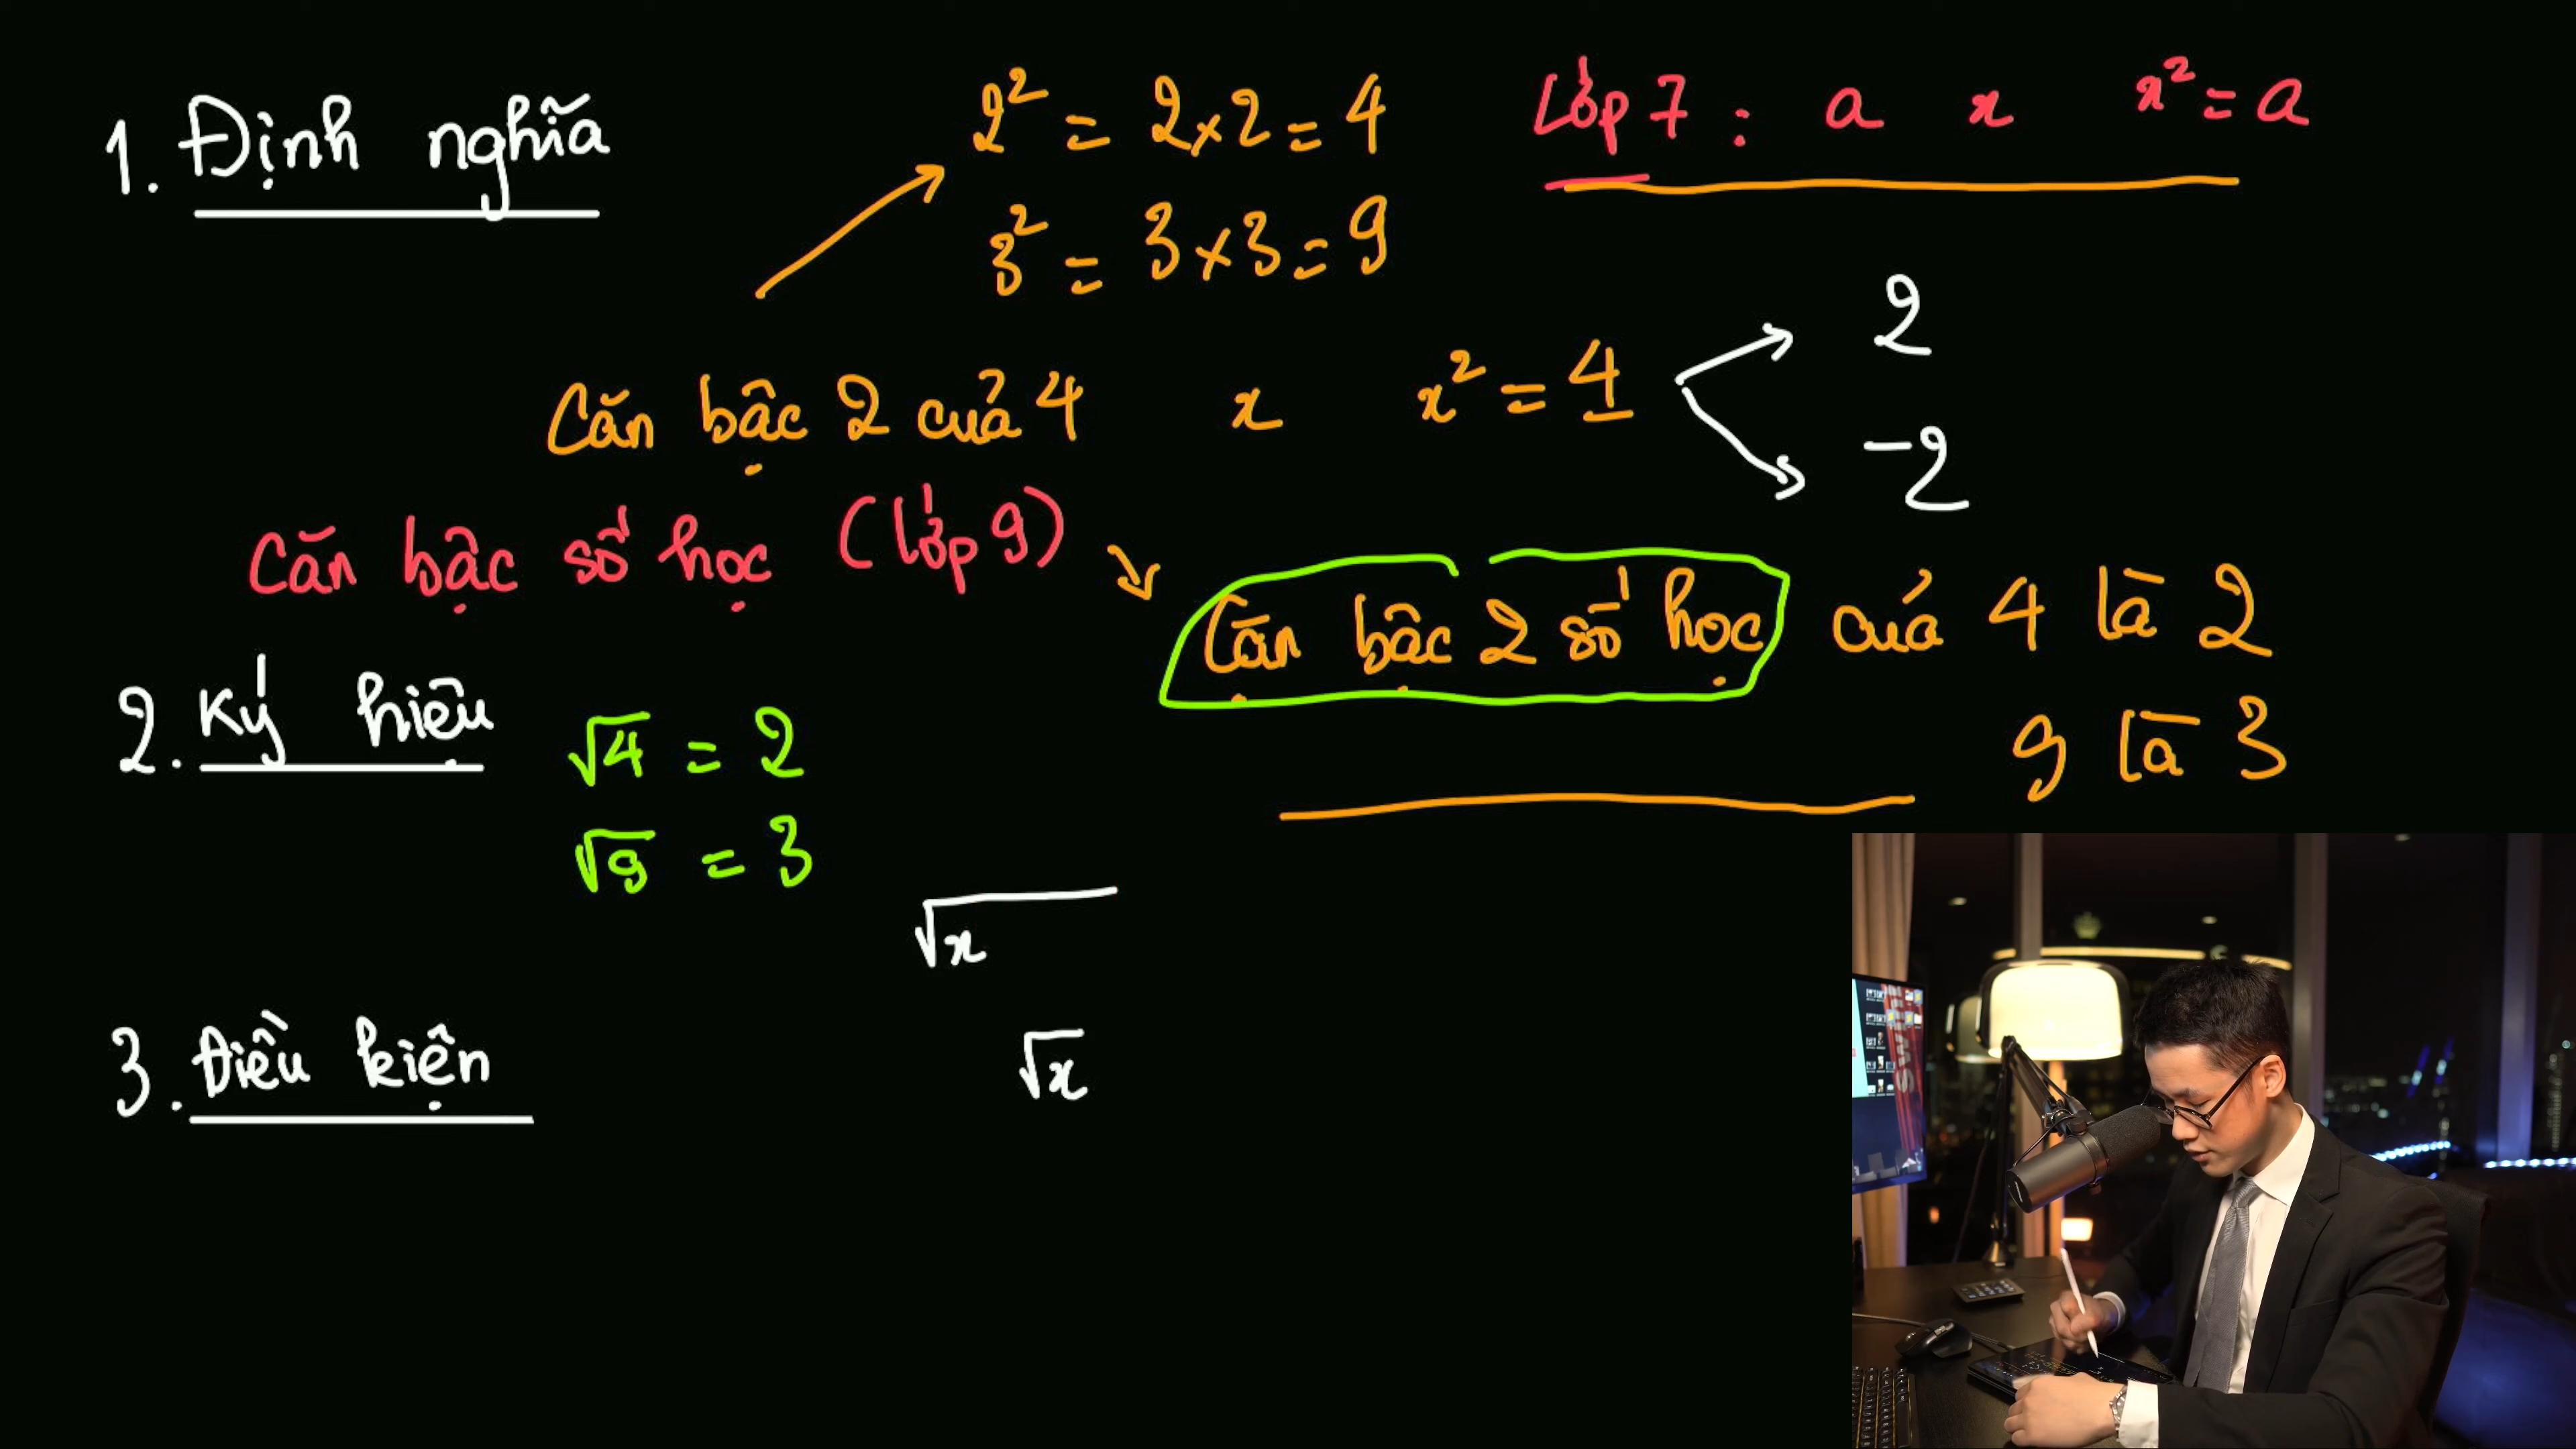 1. Định nghĩa
2² = 2×2 = 4
3² = 3×3 = 9
Lớp 7 : a x x² = a
Căn bậc 2 của 4 x x² = 4
2
-2
Căn bậc số học (lớp 9)
Căn bậc 2 số học của 4 là 2
9 là 3
2. Ký hiệu
√4 = 2
√9 = 3
√x
3. Điều kiện
√x